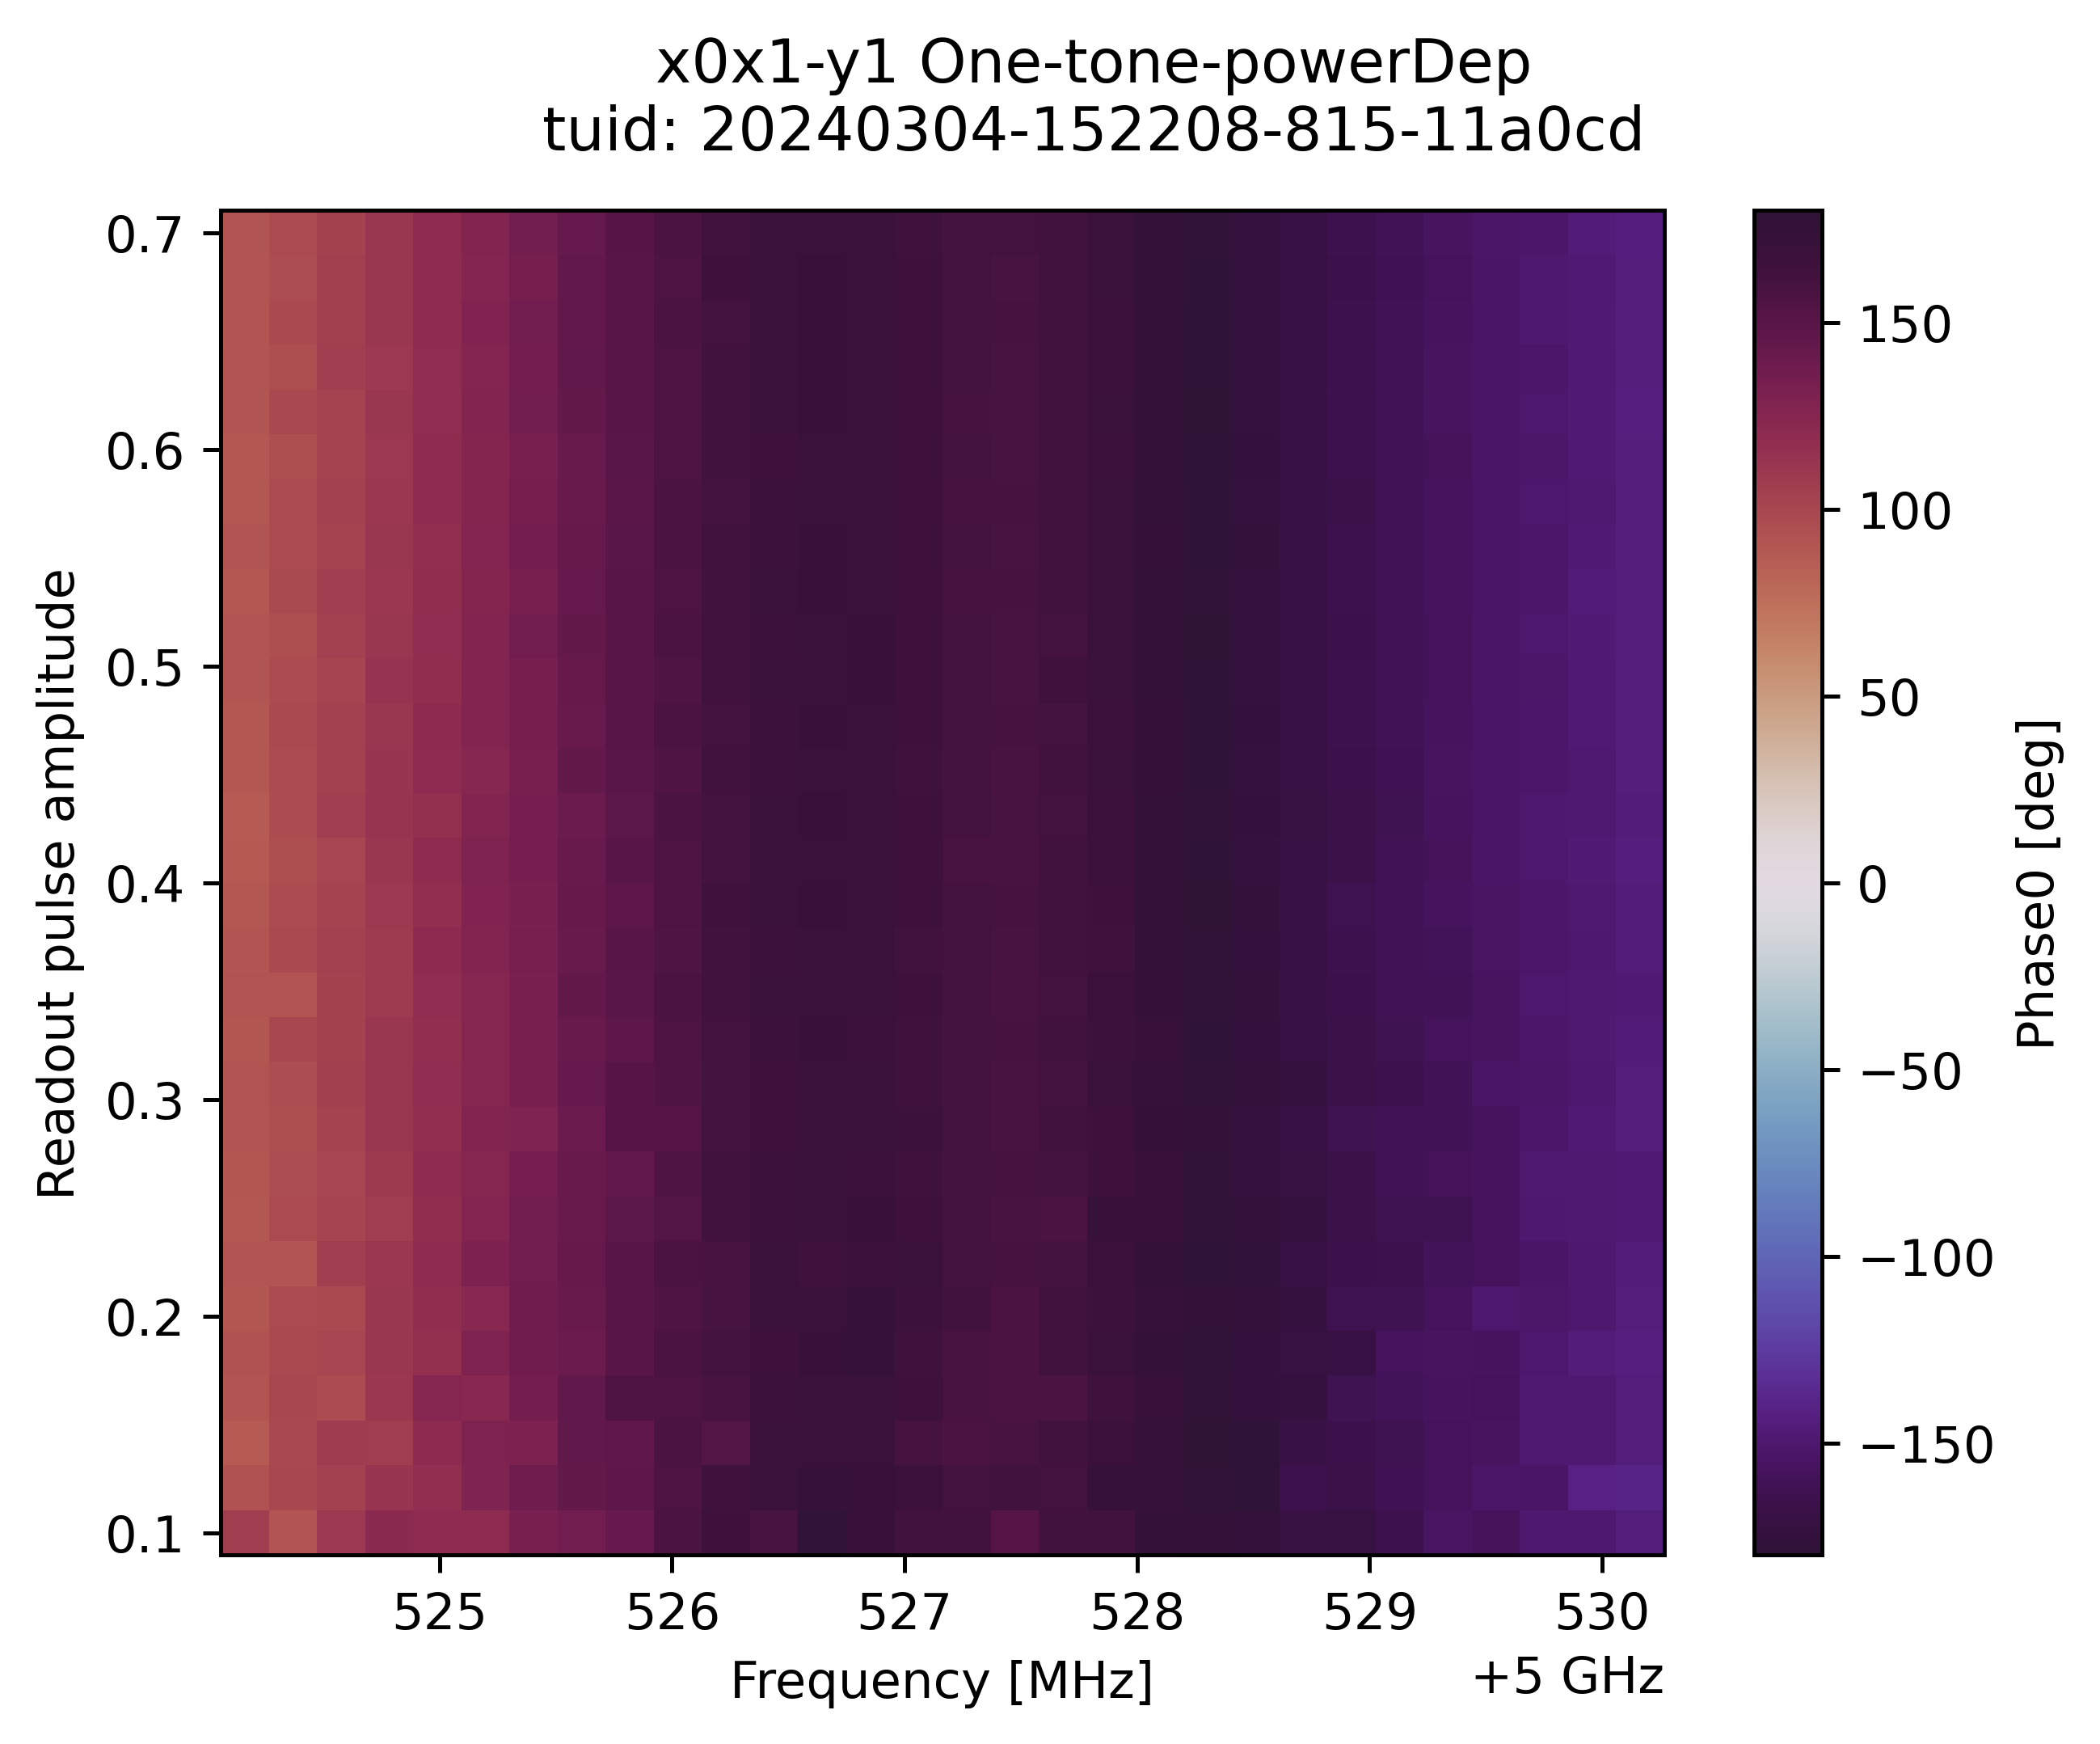 x0x1-y1 One-tone-powerDep
tuid: 20240304-152208-815-11a0cd
Readout pulse amplitude
0.7
0.6
0.5
0.4
0.3
0.2
0.1
525 526 527 528 529 530
Frequency [MHz]
+5 GHz
150
100
50
0
−50
−100
−150
Phase0 [deg]